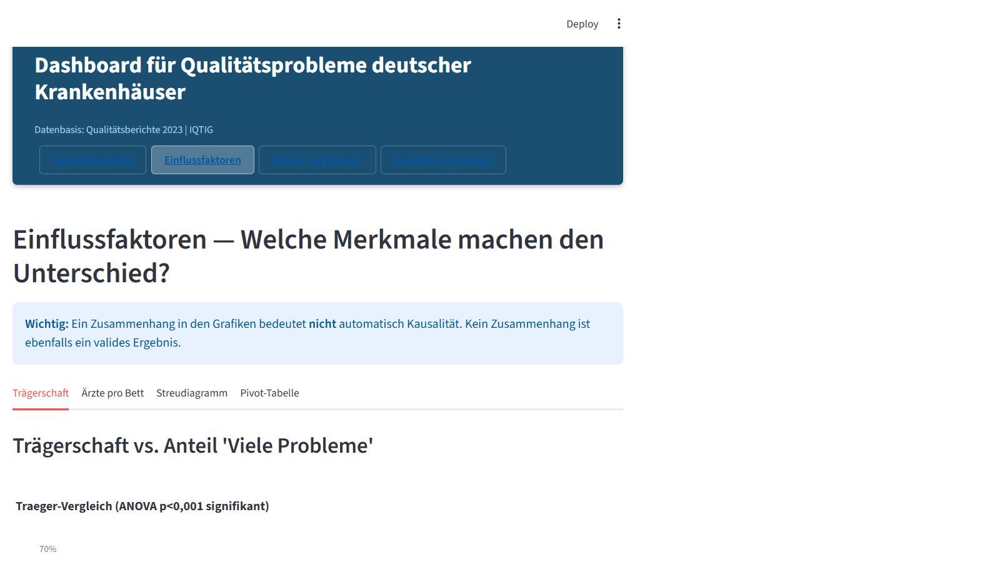 Deploy
Dashboard für Qualitätsprobleme deutscher
Krankenhäuser
Datenbasis: Qualitätsberichte 2023 | IQTIG
Gesamtüberblick Einflussfaktoren Häuser vergleichen Qualitäts-Vorhersage
Einflussfaktoren — Welche Merkmale machen den
Unterschied?
Wichtig: Ein Zusammenhang in den Grafiken bedeutet nicht automatisch Kausalität. Kein Zusammenhang ist
ebenfalls ein valides Ergebnis.
Trägerschaft Ärzte pro Bett Streudiagramm Pivot-Tabelle
Trägerschaft vs. Anteil 'Viele Probleme'
Traeger-Vergleich (ANOVA p<0,001 signifikant)
70%